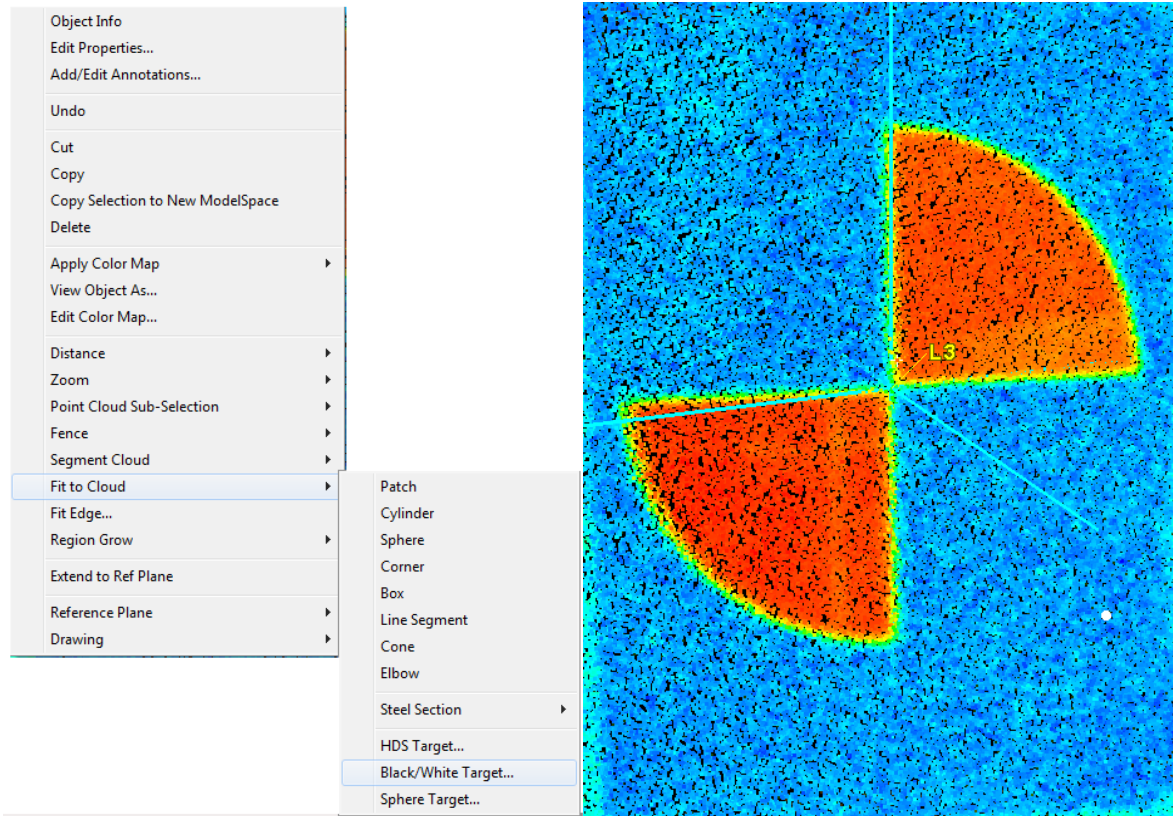 Object Info
Edit Properties...
Add/Edit Annotations...
Undo
Cut
Copy
Copy Selection to New ModelSpace
Delete
Apply Color Map
View Object As...
Edit Color Map...
Distance
Zoom
Point Cloud Sub-Selection
Fence
Segment Cloud
Fit to Cloud
Fit Edge...
Region Grow
Extend to Ref Plane
Reference Plane
Drawing
Patch
Cylinder
Sphere
Corner
Box
Line Segment
Cone
Elbow
Steel Section
HDS Target...
Black/White Target...
Sphere Target...
L3